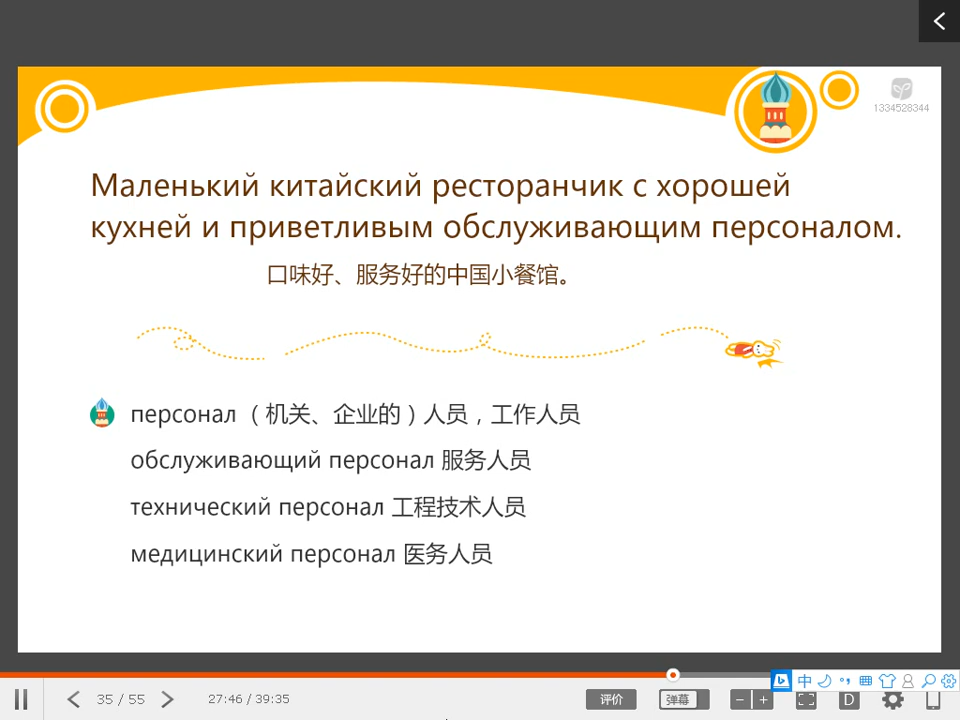 1334528344
Маленький китайский ресторанчик с хорошей
кухней и приветливым обслуживающим персоналом.
口味好、服务好的中国小餐馆。
персонал （机关、企业的）人员，工作人员
обслуживающий персонал 服务人员
технический персонал 工程技术人员
медицинский персонал 医务人员
35 / 55
27:46 / 39:35
评价
弹幕
中
D